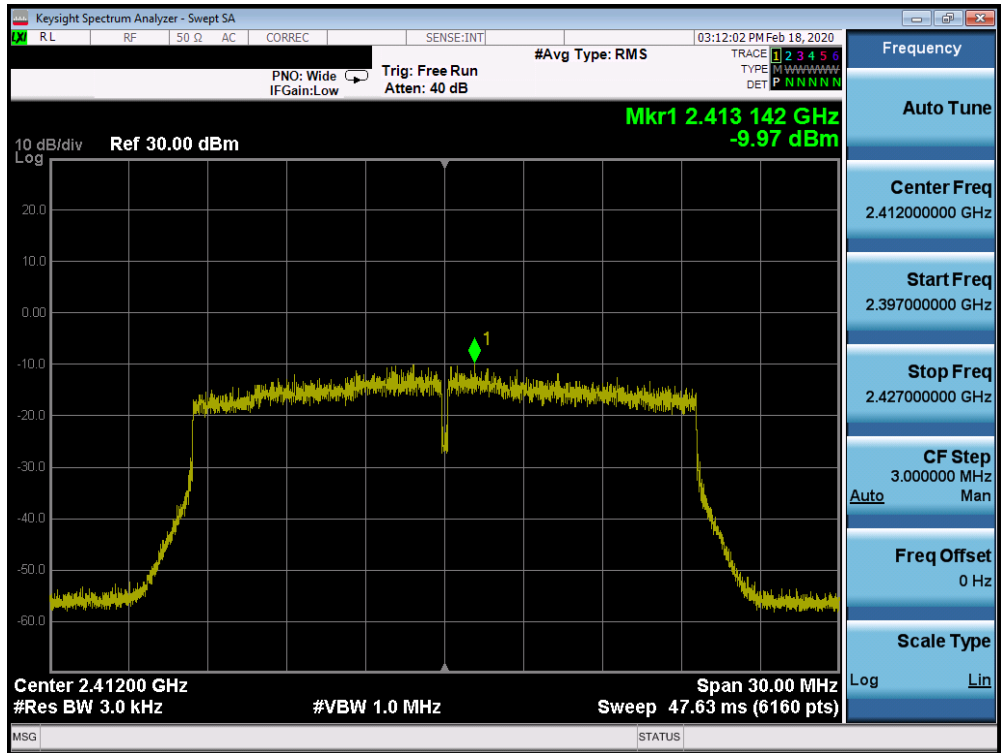 Keysight Spectrum Analyzer - Swept SA
LXI RL RF 50 Ω AC CORREC SENSE:INT 03:12:02 PM Feb 18, 2020
#Avg Type: RMS
TRACE 1 2 3 4 5 6
PNO: Wide Trig: Free Run TYPE M W W W W W
IFGain:Low Atten: 40 dB DET P N N N N N
Mkr1 2.413 142 GHz
-9.97 dBm
10 dB/div Ref 30.00 dBm
Log
20.0
10.0
0.00
1
-10.0
-20.0
-30.0
-40.0
-50.0
-60.0
Center 2.41200 GHz Span 30.00 MHz
#Res BW 3.0 kHz #VBW 1.0 MHz Sweep 47.63 ms (6160 pts)
MSG STATUS
Frequency
Auto Tune
Center Freq
2.412000000 GHz
Start Freq
2.397000000 GHz
Stop Freq
2.427000000 GHz
CF Step
3.000000 MHz
Auto Man
Freq Offset
0 Hz
Scale Type
Log Lin